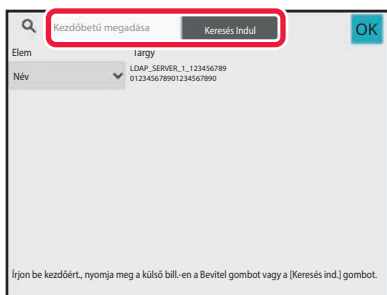 Kezdőbetű megadása Keresés Indul OK
Elem Tárgy
Név LDAP_SERVER_1_123456789
012345678901234567890
Írjon be kezdőért., nyomja meg a külső bill.-en a Bevitel gombot vagy a [Keresés ind.] gombot.